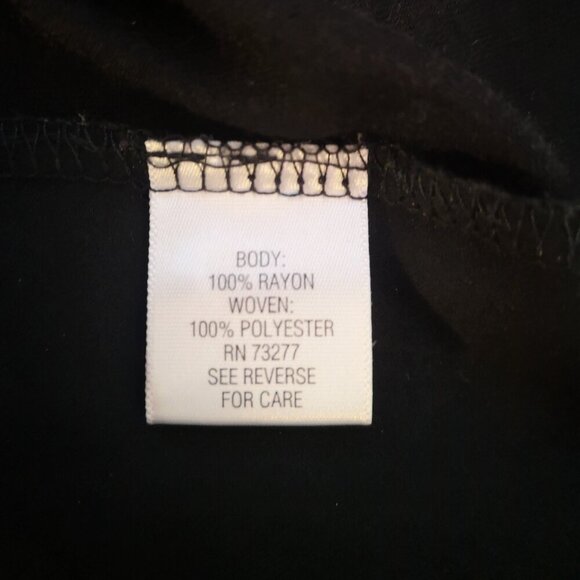 BODY:
100% RAYON
WOVEN:
100% POLYESTER
RN 73277
SEE REVERSE
FOR CARE